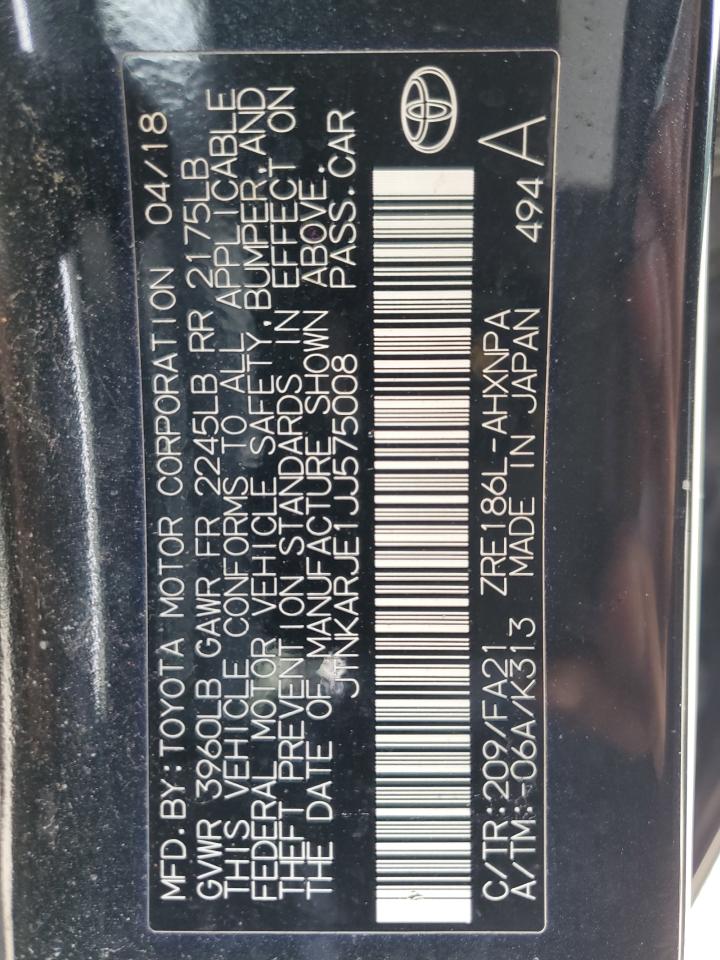 MFD.BY:TOYOTA MOTOR CORPORATION 04/18
GVWR 3960LB GAWR FR 2245LB RR 2175LB
THIS VEHICLE CONFORMS TO ALL APPLICABLE
FEDERAL MOTOR VEHICLE SAFETY,BUMPER,AND
THEFT PREVENTION STANDARDS IN EFFECT ON
THE DATE OF MANUFACTURE SHOWN ABOVE.
JTNKARJE1JJ575008 PASS.CAR
C/TR:209/FA21 ZRE186L-AHXNPA
A/TM:-06A/K313 MADE IN JAPAN 494 A